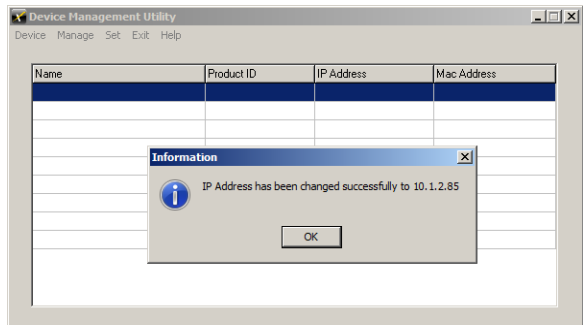 Device Management Utility
Device Manage Set Exit Help
Name Product ID IP Address Mac Address
Information
IP Address has been changed successfully to 10.1.2.85
OK